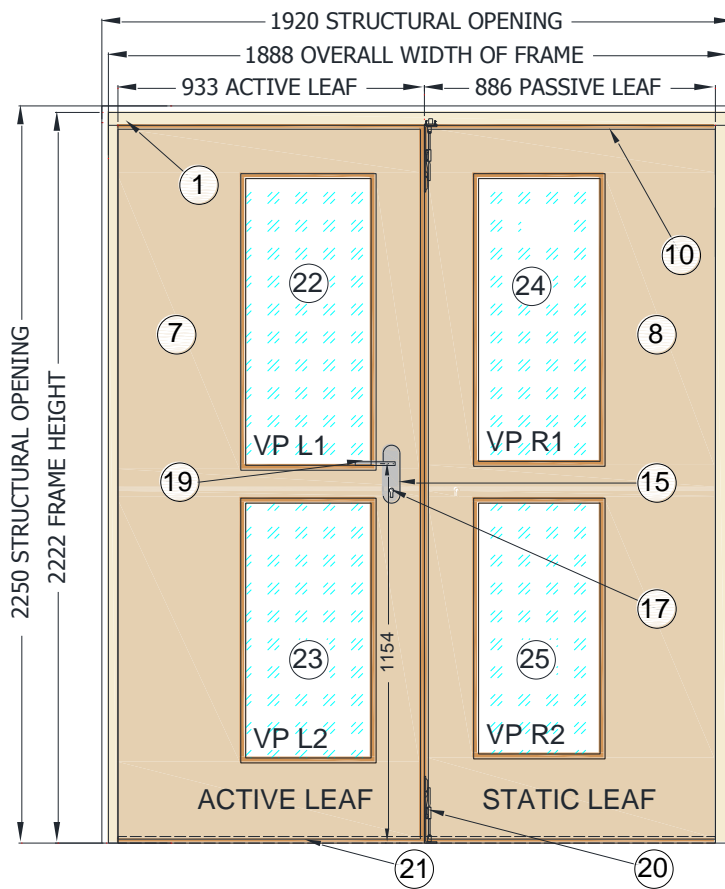 1920 STRUCTURAL OPENING
1888 OVERALL WIDTH OF FRAME
933 ACTIVE LEAF
886 PASSIVE LEAF
1
10
22
24
7
8
2250 STRUCTURAL OPENING
2222 FRAME HEIGHT
VP L1
VP R1
19
15
17
1154
23
25
VP L2
VP R2
ACTIVE LEAF
STATIC LEAF
21
20